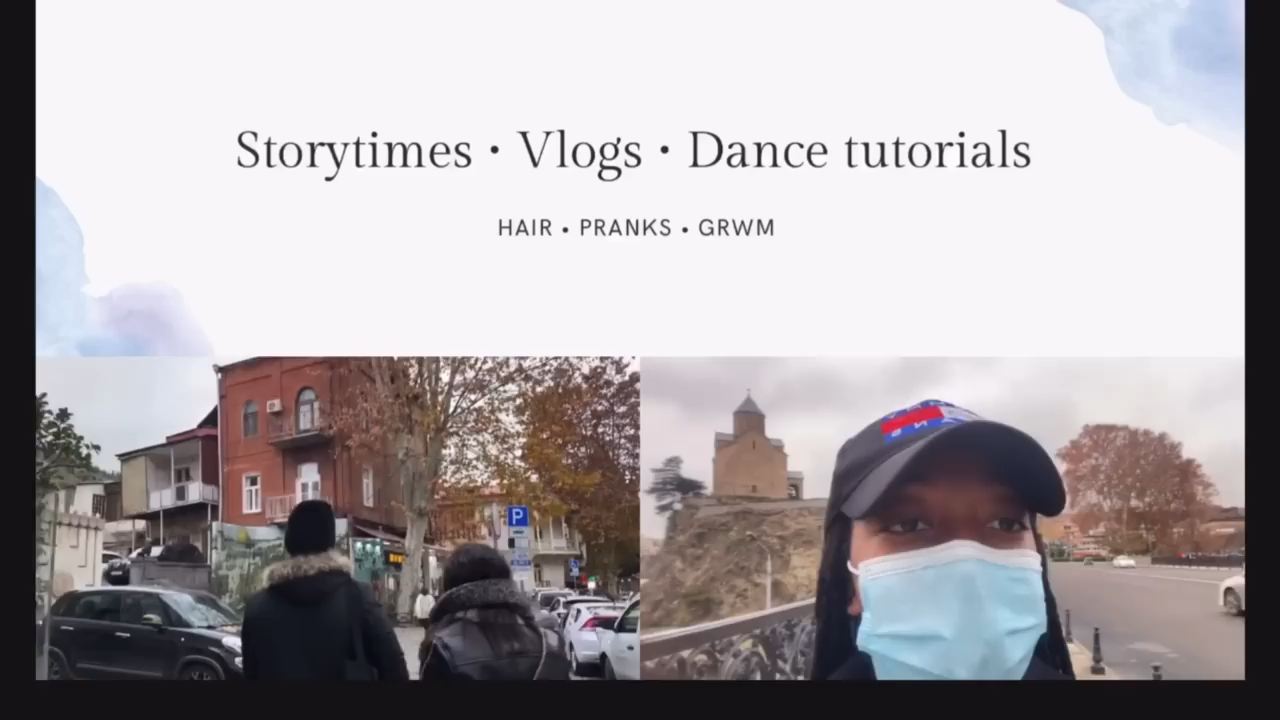 Storytimes • Vlogs • Dance tutorials
HAIR • PRANKS • GRWM
P